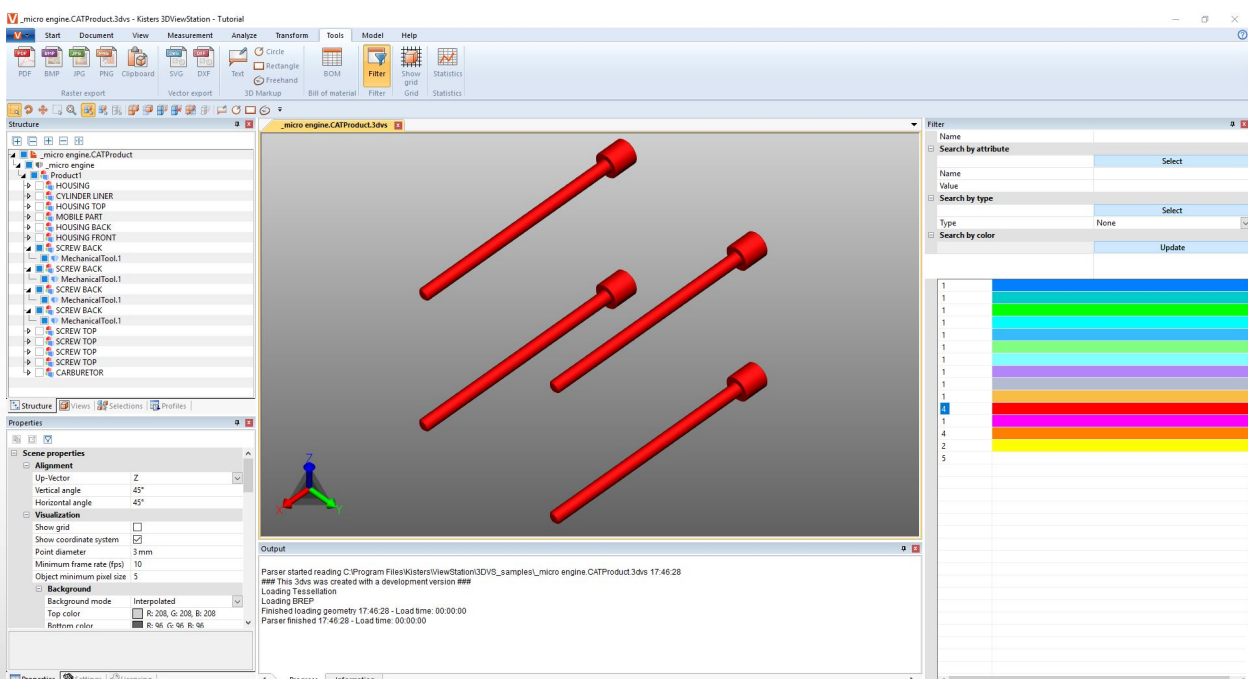 _micro engine.CATProduct.3dvs - Kisters 3DViewStation - Tutorial
Start Document View Measurement Analyze Transform Tools Model Help
PDF BMP JPG PNG Clipboard SVG DXF Text Circle Rectangle Freehand BOM Filter Show grid Statistics
Raster export Vector export 3D Markup Bill of material Filter Grid Statistics
Structure
_micro engine.CATProduct
_micro engine
Product1
HOUSING
CYLINDER LINER
HOUSING TOP
MOBILE PART
HOUSING BACK
HOUSING FRONT
SCREW BACK
MechanicalTool.1
SCREW BACK
MechanicalTool.1
SCREW BACK
MechanicalTool.1
SCREW BACK
MechanicalTool.1
SCREW TOP
SCREW TOP
SCREW TOP
SCREW TOP
CARBURETOR
Structure Views Selections Profiles
Properties
Scene properties
Alignment
Up-Vector Z
Vertical angle 45°
Horizontal angle 45°
Visualization
Show grid
Show coordinate system
Point diameter 3 mm
Minimum frame rate (fps) 10
Object minimum pixel size 5
Background
Background mode Interpolated
Top color R: 208, G: 208, B: 208
Bottom color R: 96, G: 96, B: 96
Properties Settings Licensing
_micro engine.CATProduct.3dvs
Z
X Y
Output
Parser started reading C:\Program Files\Kisters\ViewStation\3DVS_samples\_micro engine.CATProduct.3dvs 17:46:28
### This 3dvs was created with a development version ###
Loading Tessellation
Loading BREP
Finished loading geometry 17:46:28 - Load time: 00:00:00
Parser finished 17:46:28 - Load time: 00:00:00
Progress Information
Filter
Name
Search by attribute
Select
Name
Value
Search by type
Select
Type None
Search by color
Update
1
1
1
1
1
1
1
1
1
1
4
1
4
2
5